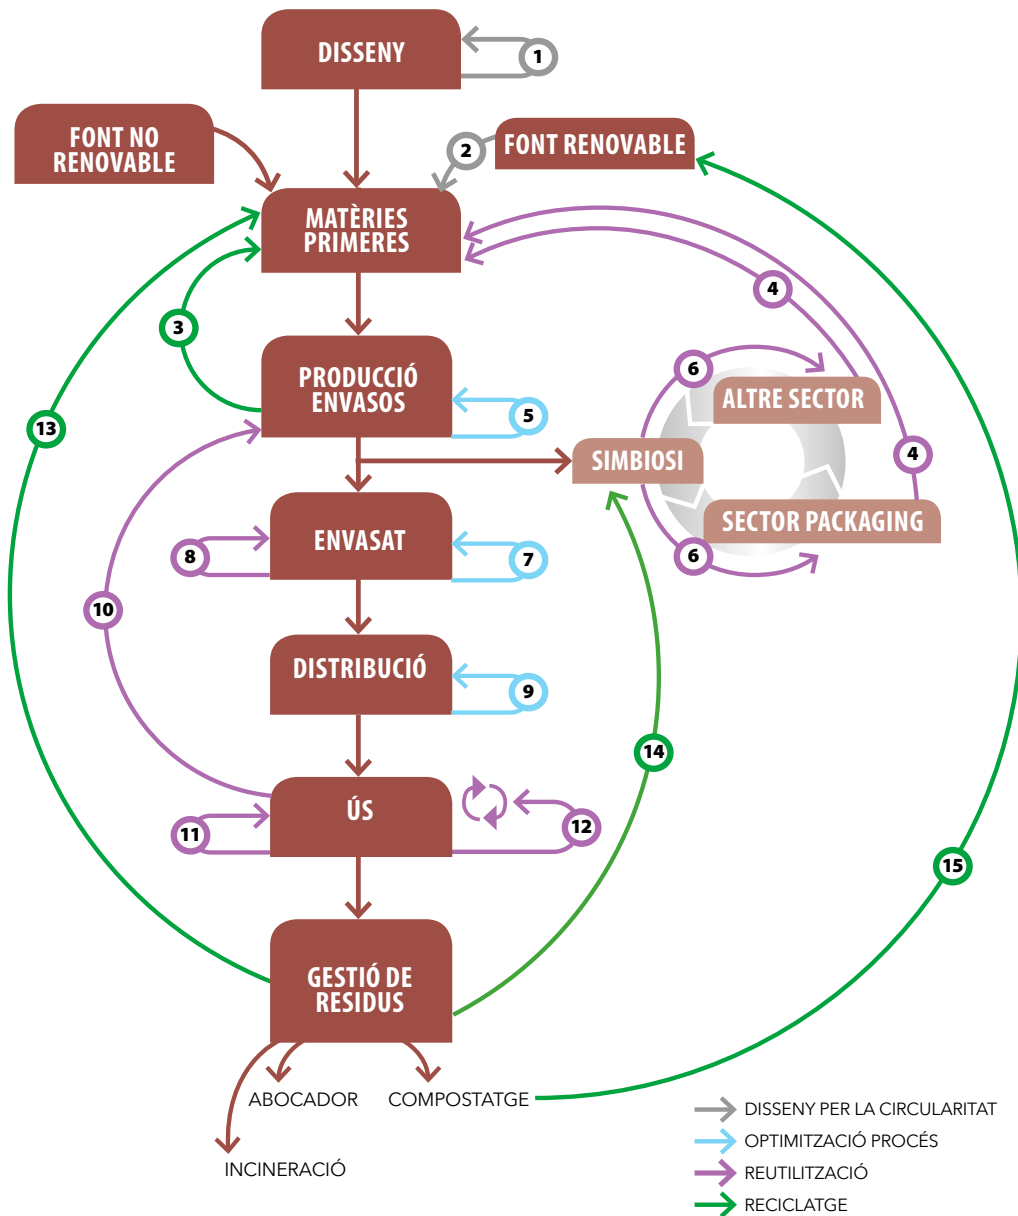 DISSENY
1
FONT NO
RENOVABLE
2
FONT RENOVABLE
MATÈRIES
PRIMERES
4
3
PRODUCCIÓ
ENVASOS
6
ALTRE SECTOR
5
13
SIMBIOSI
4
ENVASAT
SECTOR PACKAGING
8
7
6
10
DISTRIBUCIÓ
9
14
ÚS
11
12
15
GESTIÓ DE
RESIDUS
ABOCADOR
COMPOSTATGE
INCINERACIÓ
DISSENY PER LA CIRCULARITAT
OPTIMITZACIÓ PROCÉS
REUTILITZACIÓ
RECICLATGE